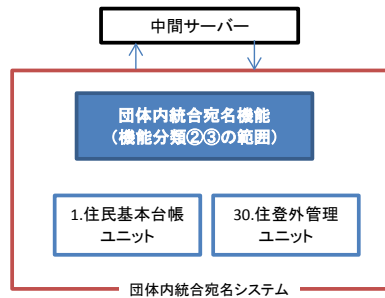 中間サーバー
団体内統合宛名機能
（機能分類②③の範囲）
1.住民基本台帳
ユニット
30.住登外管理
ユニット
団体内統合宛名システム